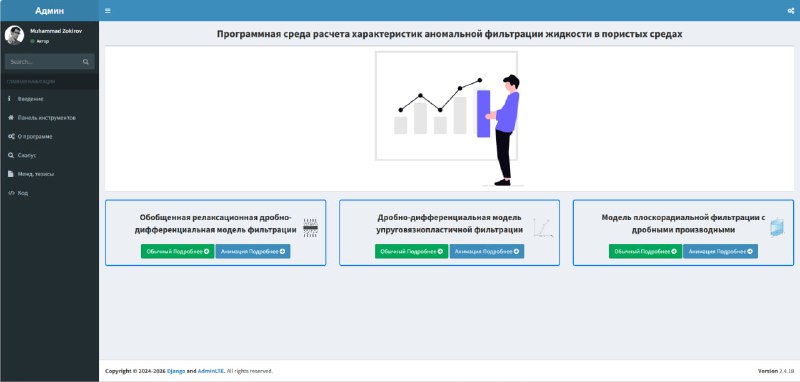 Админ
Muhammad Zokirov
Автор
Search...
ГЛАВНАЯ НАВИГАЦИЯ
Введение
Панель инструментов
О программе
Скопус
Межд. тезисы
Код
Программная среда расчета характеристик аномальной фильтрации жидкости в пористых средах
Обобщенная релаксационная дробно-
дифференциальная модель фильтрации
Обычный Подробнее Анимация Подробнее
Дробно-дифференциальная модель
упруговязкопластичной фильтрации
Обычный Подробнее Анимация Подробнее
Модель плоскорадиальной фильтрации с
дробными производными
Обычный Подробнее Анимация Подробнее
Copyright © 2024-2026 Django and AdminLTE. All rights reserved.
Version 2.4.18